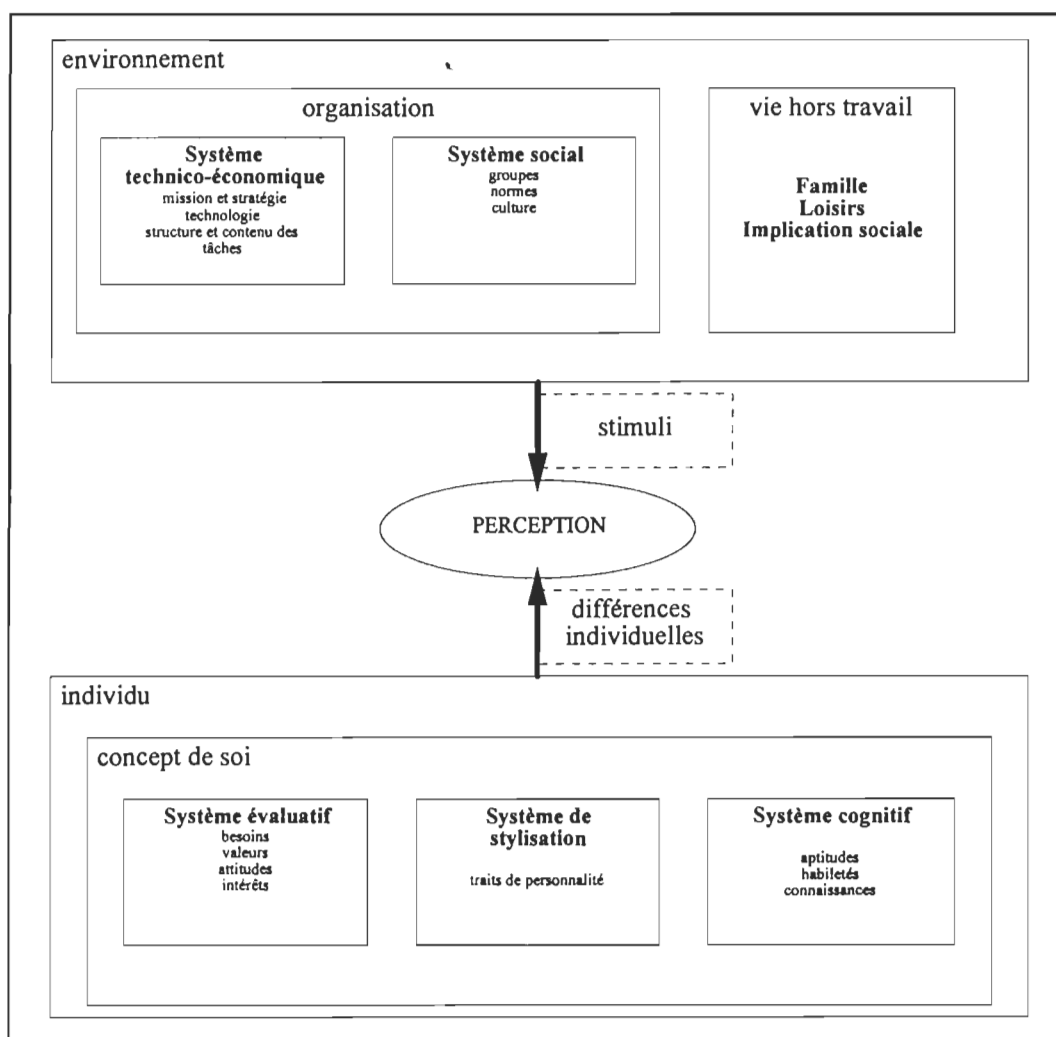 environnement
organisation
Système
technico-économique
mission et stratégie
technologie
structure et contenu des
tâches
Système social
groupes
normes
culture
vie hors travail
Famille
Loisirs
Implication sociale
stimuli
PERCEPTION
différences
individuelles
individu
concept de soi
Système évaluatif
besoins
valeurs
attitudes
intérêts
Système de
stylisation
traits de personnalité
Système cognitif
aptitudes
habiletés
connaissances